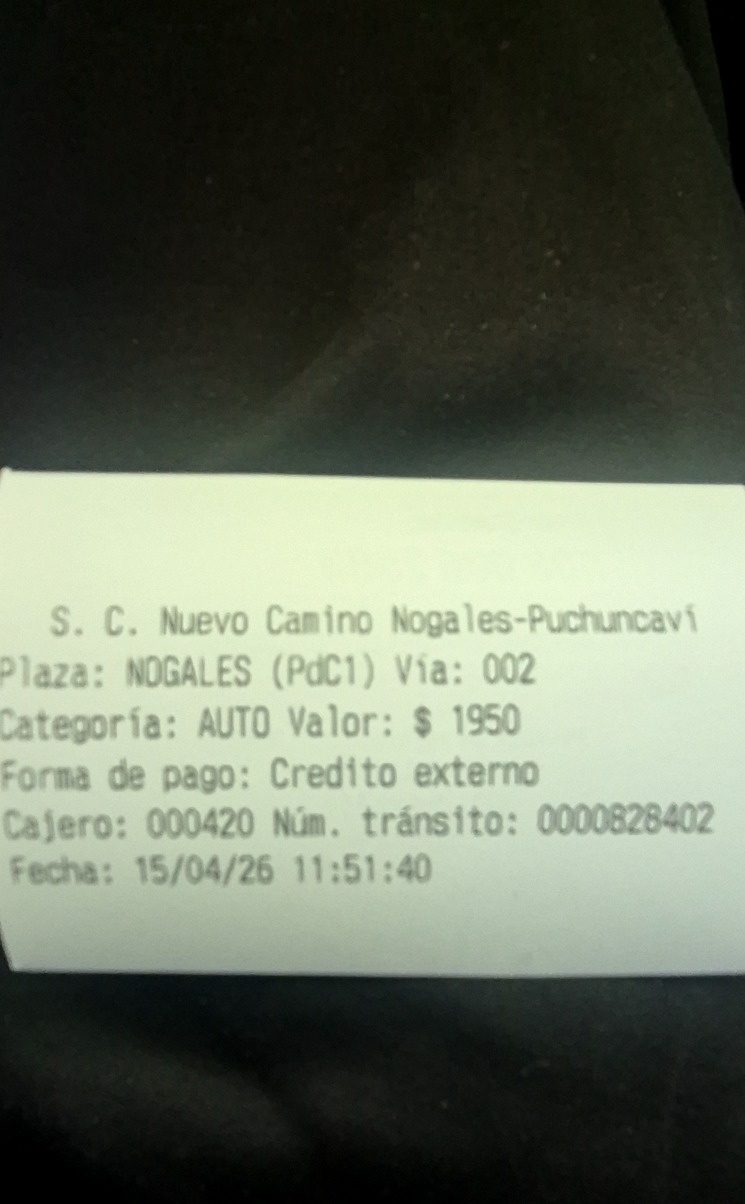 S. C. Nuevo Camino Nogales-Puchuncaví
Plaza: NOGALES (PdC1) Vía: 002
Categoría: AUTO Valor: $ 1950
Forma de pago: Credito externo
Cajero: 000420 Núm. tránsito: 0000828402
Fecha: 15/04/26 11:51:40